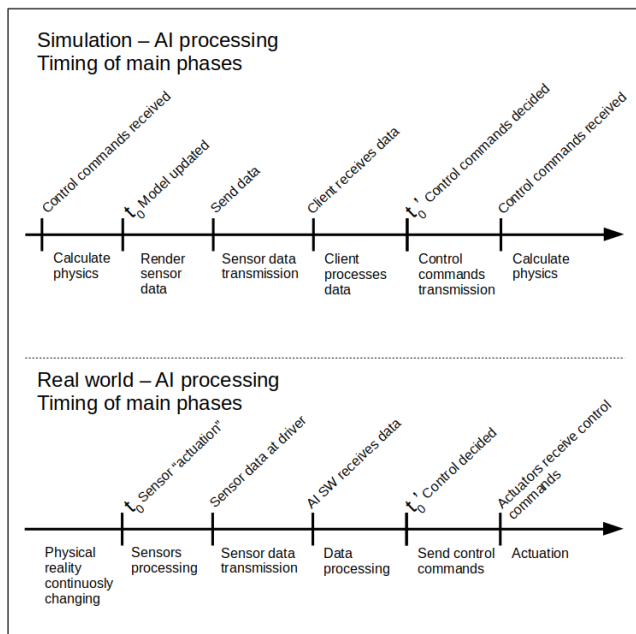 Simulation – AI processing
Timing of main phases
Control commands received
t0 Model updated
Send data
Client receives data
t0' Control commands decided
Control commands received
Calculate
physics
Render
sensor
data
Sensor data
transmission
Client
processes
data
Control
commands
transmission
Calculate
physics
Real world – AI processing
Timing of main phases
t0 Sensor “actuation”
Sensor data at driver
AI SW receives data
t0' Control decided
Actuators receive control
commands
Physical
reality
continuosly
changing
Sensors
processing
Sensor data
transmission
Data
processing
Send control
commands
Actuation